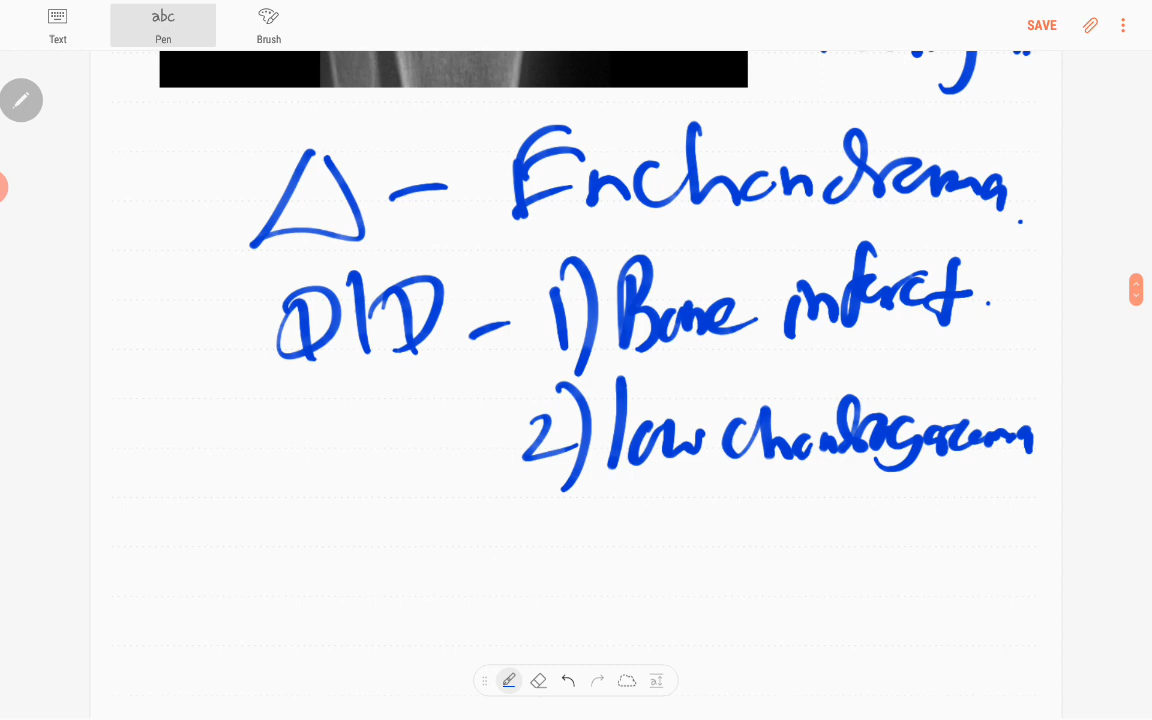 Text
abc
Pen
Brush
SAVE
Δ - Enchondroma.
D/D - 1) Bone infarct.
2) low chondrosarcoma